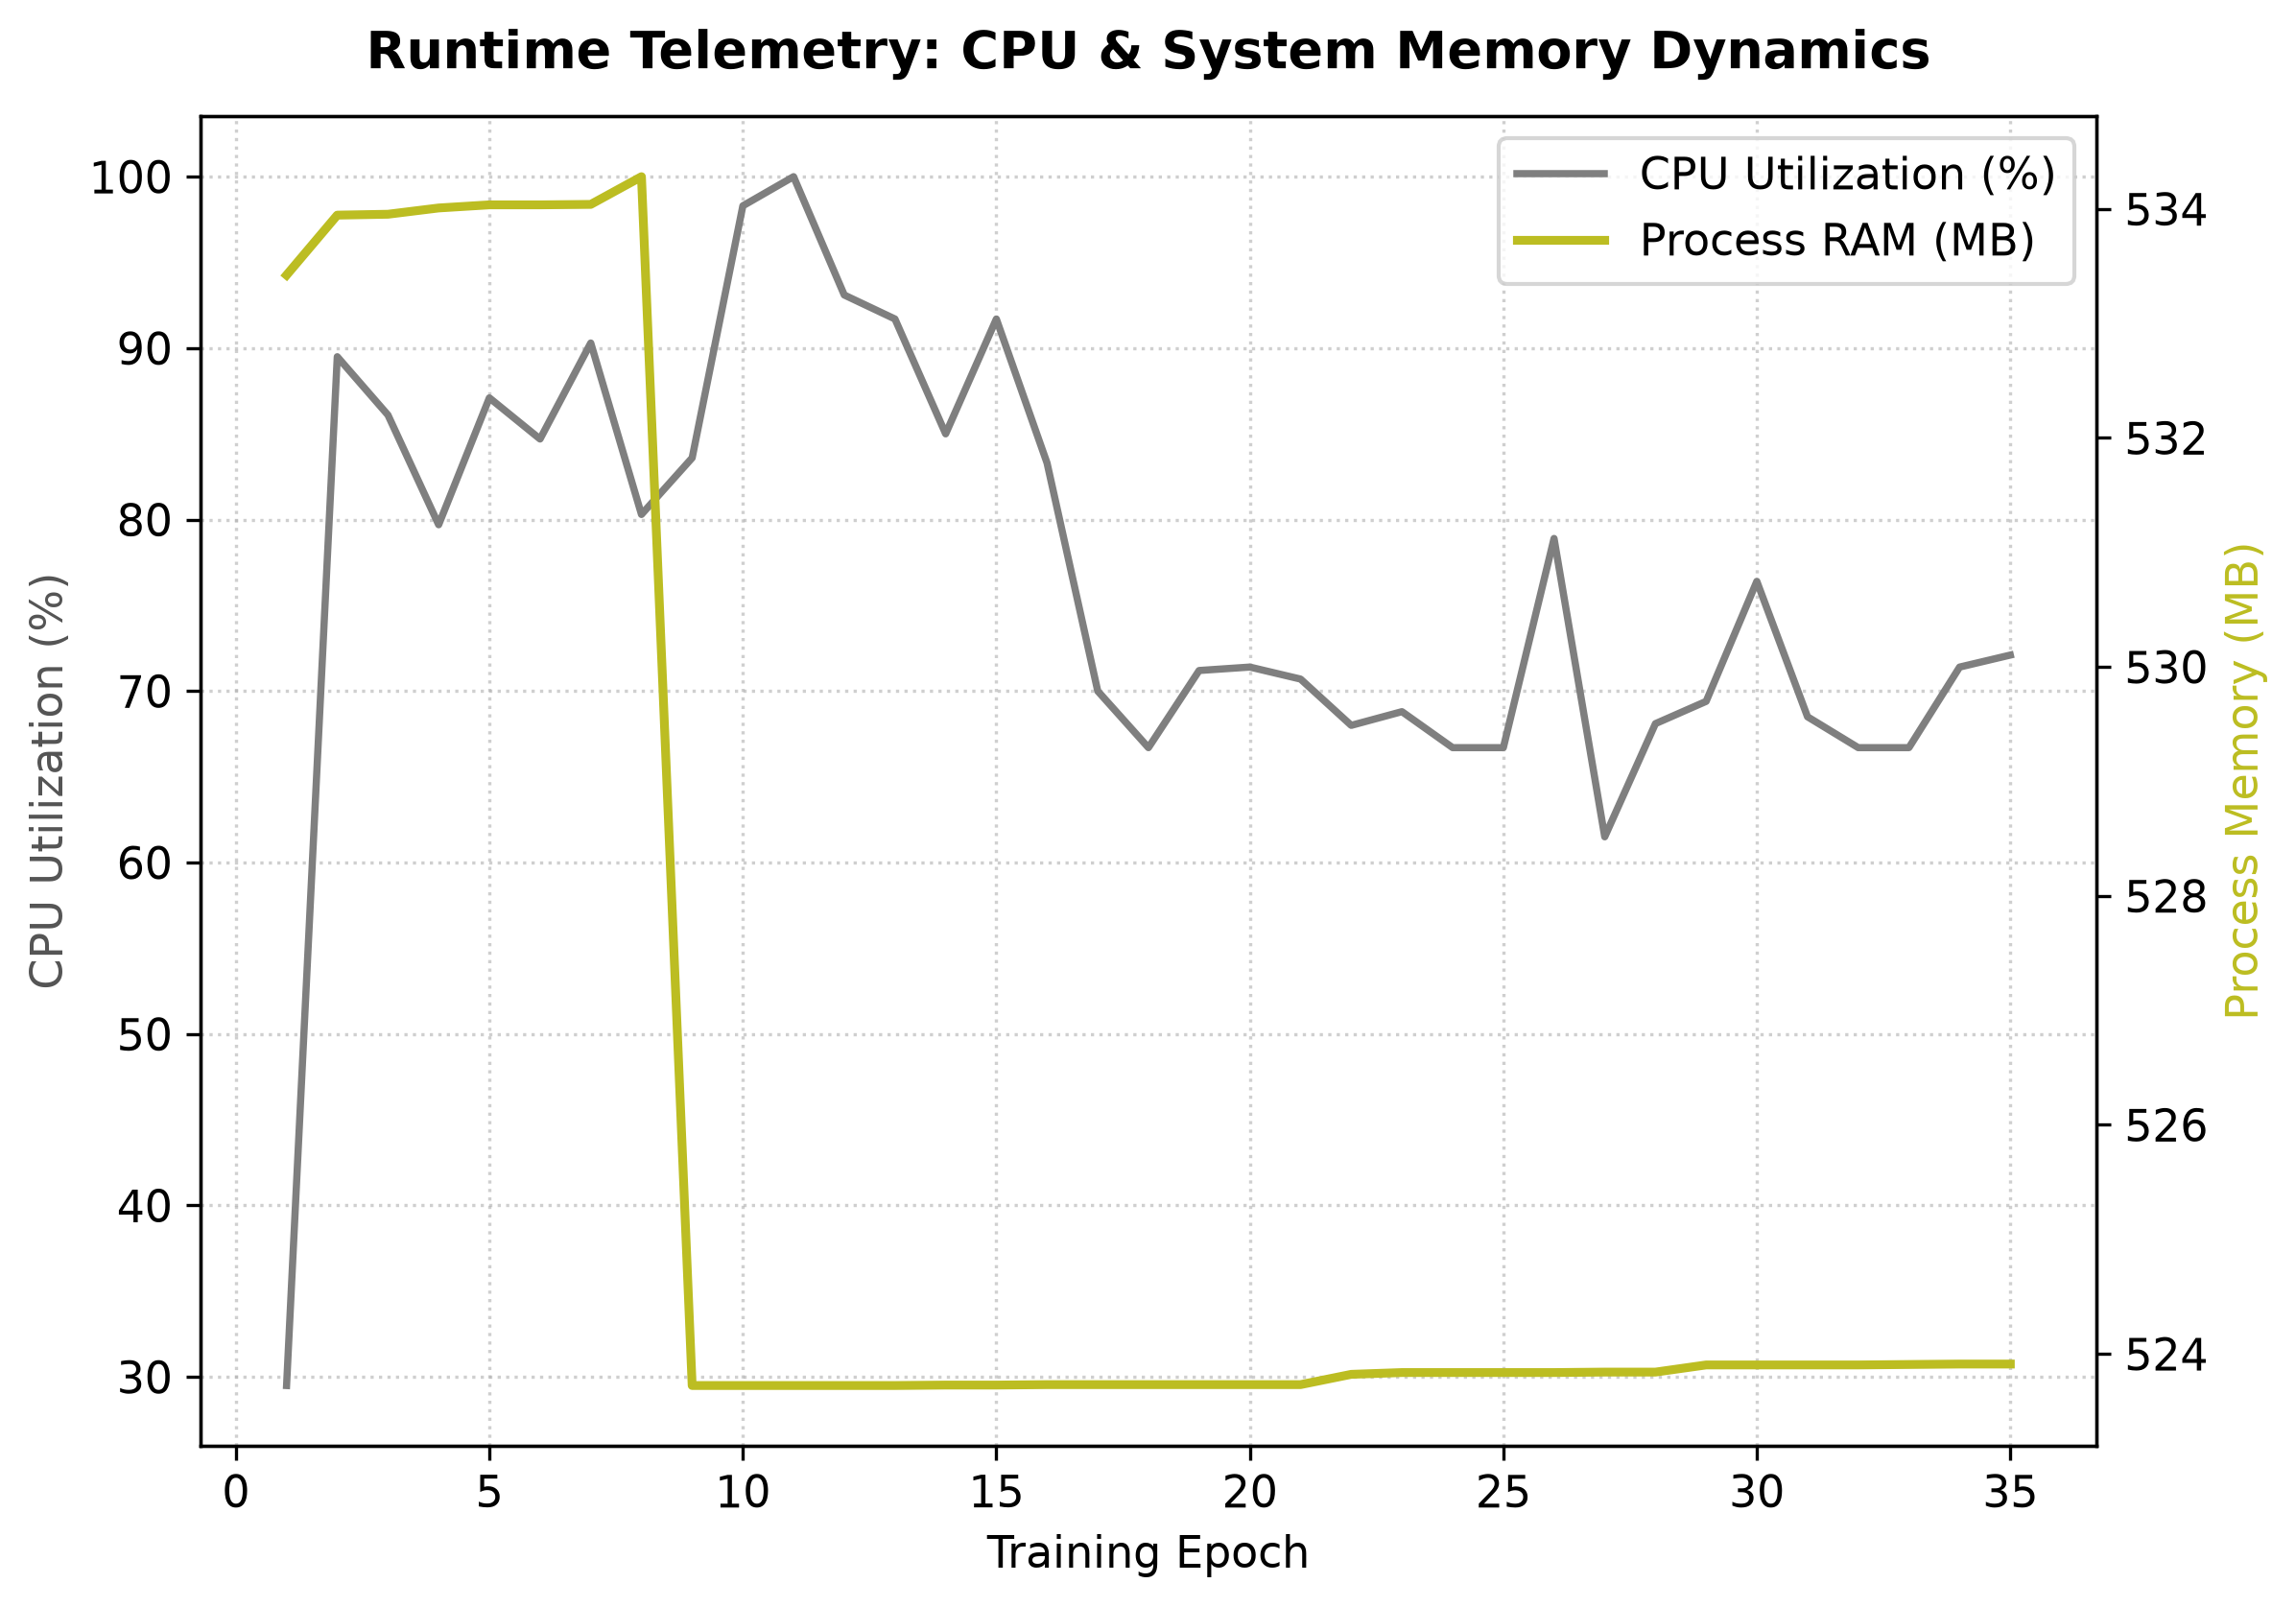 Runtime Telemetry: CPU & System Memory Dynamics
CPU Utilization (%)
Process RAM (MB)
100
90
80
70
60
50
40
30
CPU Utilization (%)
534
532
530
528
526
524
Process Memory (MB)
0 5 10 15 20 25 30 35
Training Epoch